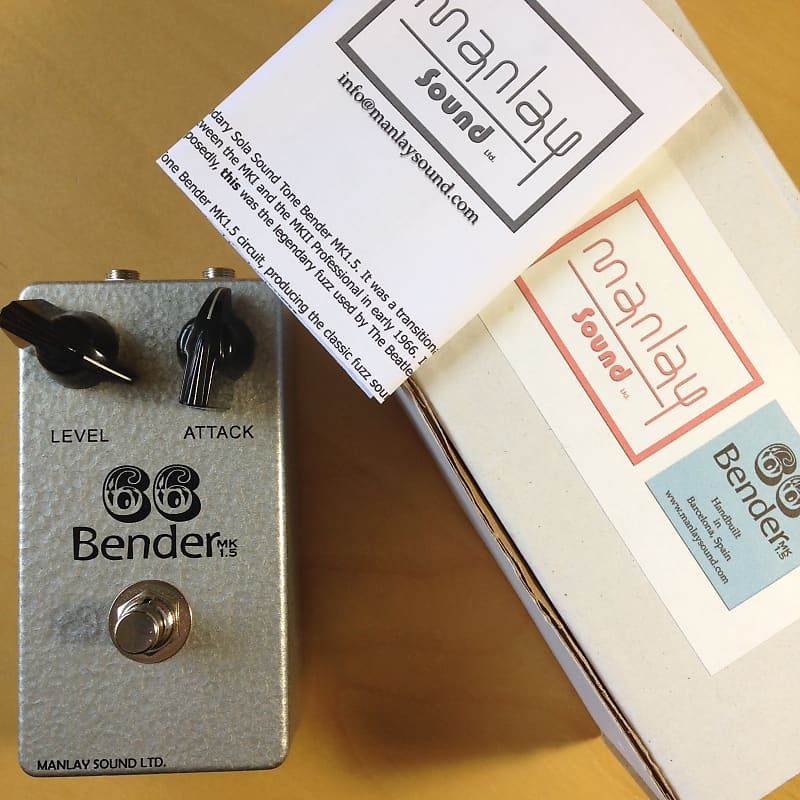 manlay
Sound
Ltd.
info@manlaysound.com
dary Sola Sound Tone Bender MK1.5. It was a transition
ween the MKI and the MKII Professional in early 1966.
posedly, this was the legendary fuzz used by The Beatle
one Bender MK1.5 circuit, producing the classic fuzz sou
manlay
Sound
Ltd.
66
Bender MK
1.5
Handbuilt
in
Barcelona, Spain
www.manlaysound.com
LEVEL
ATTACK
66
Bender MK
1.5
MANLAY SOUND LTD.